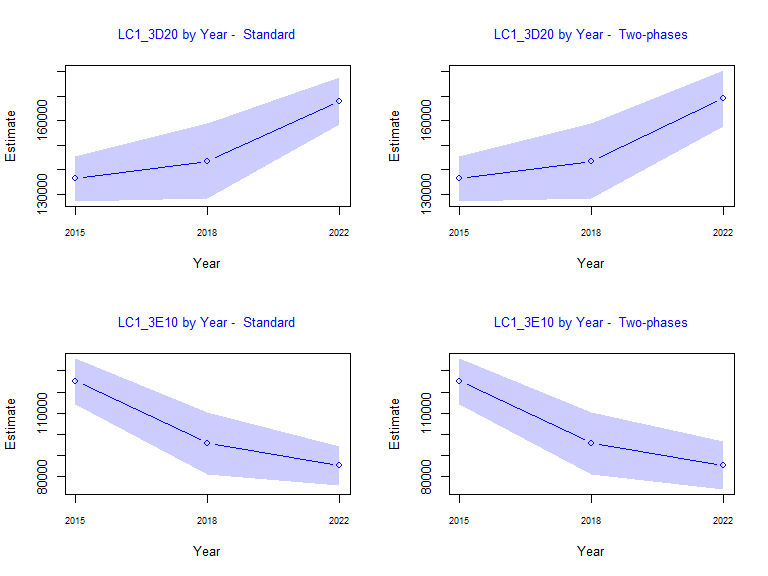 LC1_3D20 by Year -  Standard
Estimate
160000
130000
2015 2018 2022
Year
LC1_3D20 by Year -  Two-phases
Estimate
160000
130000
2015 2018 2022
Year
LC1_3E10 by Year -  Standard
Estimate
110000
80000
2015 2018 2022
Year
LC1_3E10 by Year -  Two-phases
Estimate
110000
80000
2015 2018 2022
Year